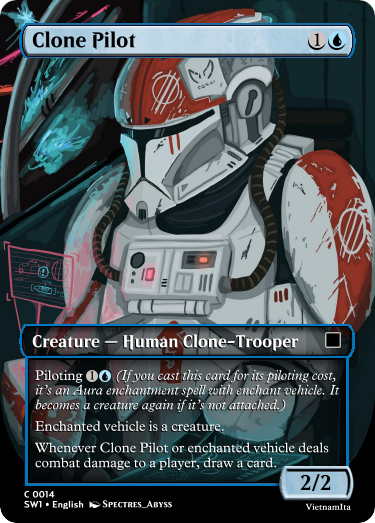 Clone Pilot 1
Creature — Human Clone-Trooper
Piloting 1 (If you cast this card for its piloting cost,
it's an Aura enchantment spell with enchant vehicle. It
becomes a creature again if it's not attached.)
Enchanted vehicle is a creature.
Whenever Clone Pilot or enchanted vehicle deals
combat damage to a player, draw a card.
2/2
C 0014
SW1 • English SPECTRES_ABYSS
VietnamIta